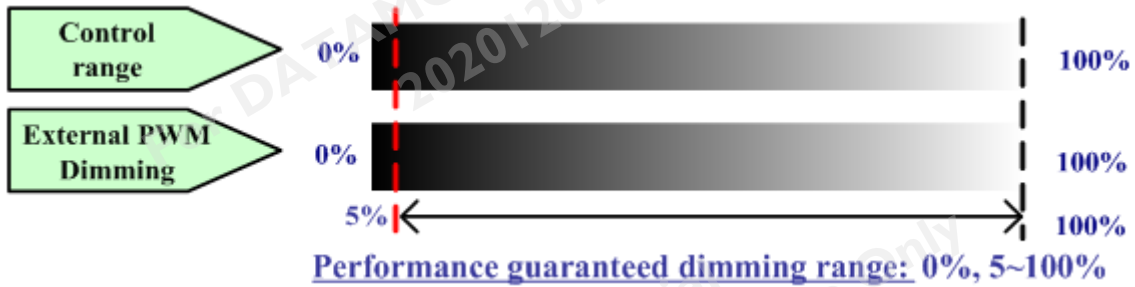 Control
range
0%
100%
External PWM
Dimming
0%
100%
5%
100%
Performance guaranteed dimming range: 0%, 5~100%